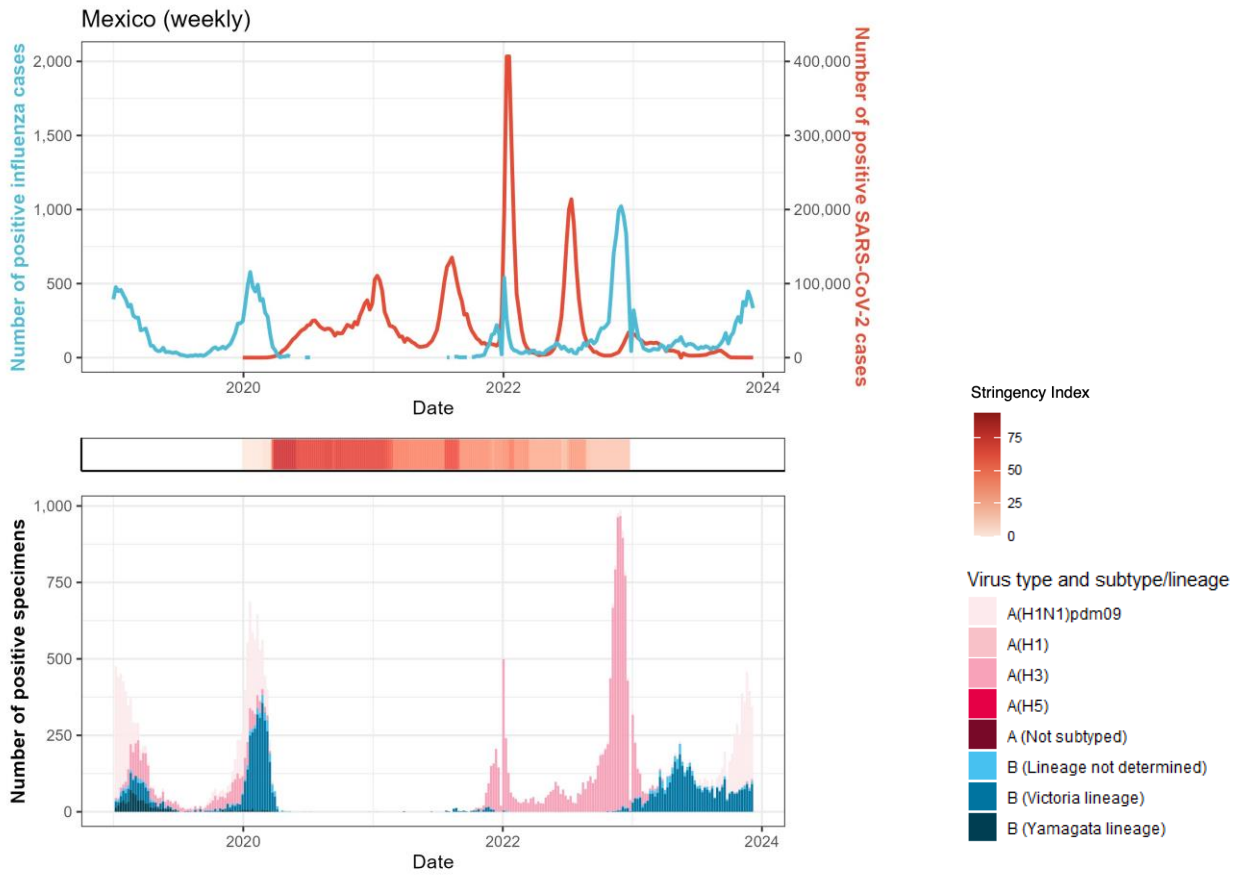 Mexico (weekly)
Number of positive influenza cases
2,000
1,500
1,000
500
0
400,000
300,000
200,000
100,000
0
Number of positive SARS-CoV-2 cases
2020
2022
2024
Date
Number of positive specimens
1,000
750
500
250
0
2020
2022
2024
Date
Stringency Index
75
50
25
0
Virus type and subtype/lineage
A(H1N1)pdm09
A(H1)
A(H3)
A(H5)
A (Not subtyped)
B (Lineage not determined)
B (Victoria lineage)
B (Yamagata lineage)